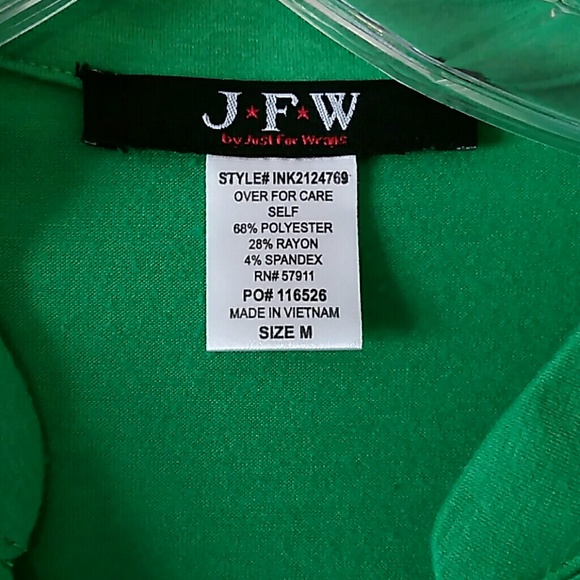 J★F★W
by Just For Wraps
STYLE# INK2124769
OVER FOR CARE
SELF
68% POLYESTER
28% RAYON
4% SPANDEX
RN# 57911
PO# 116526
MADE IN VIETNAM
SIZE M